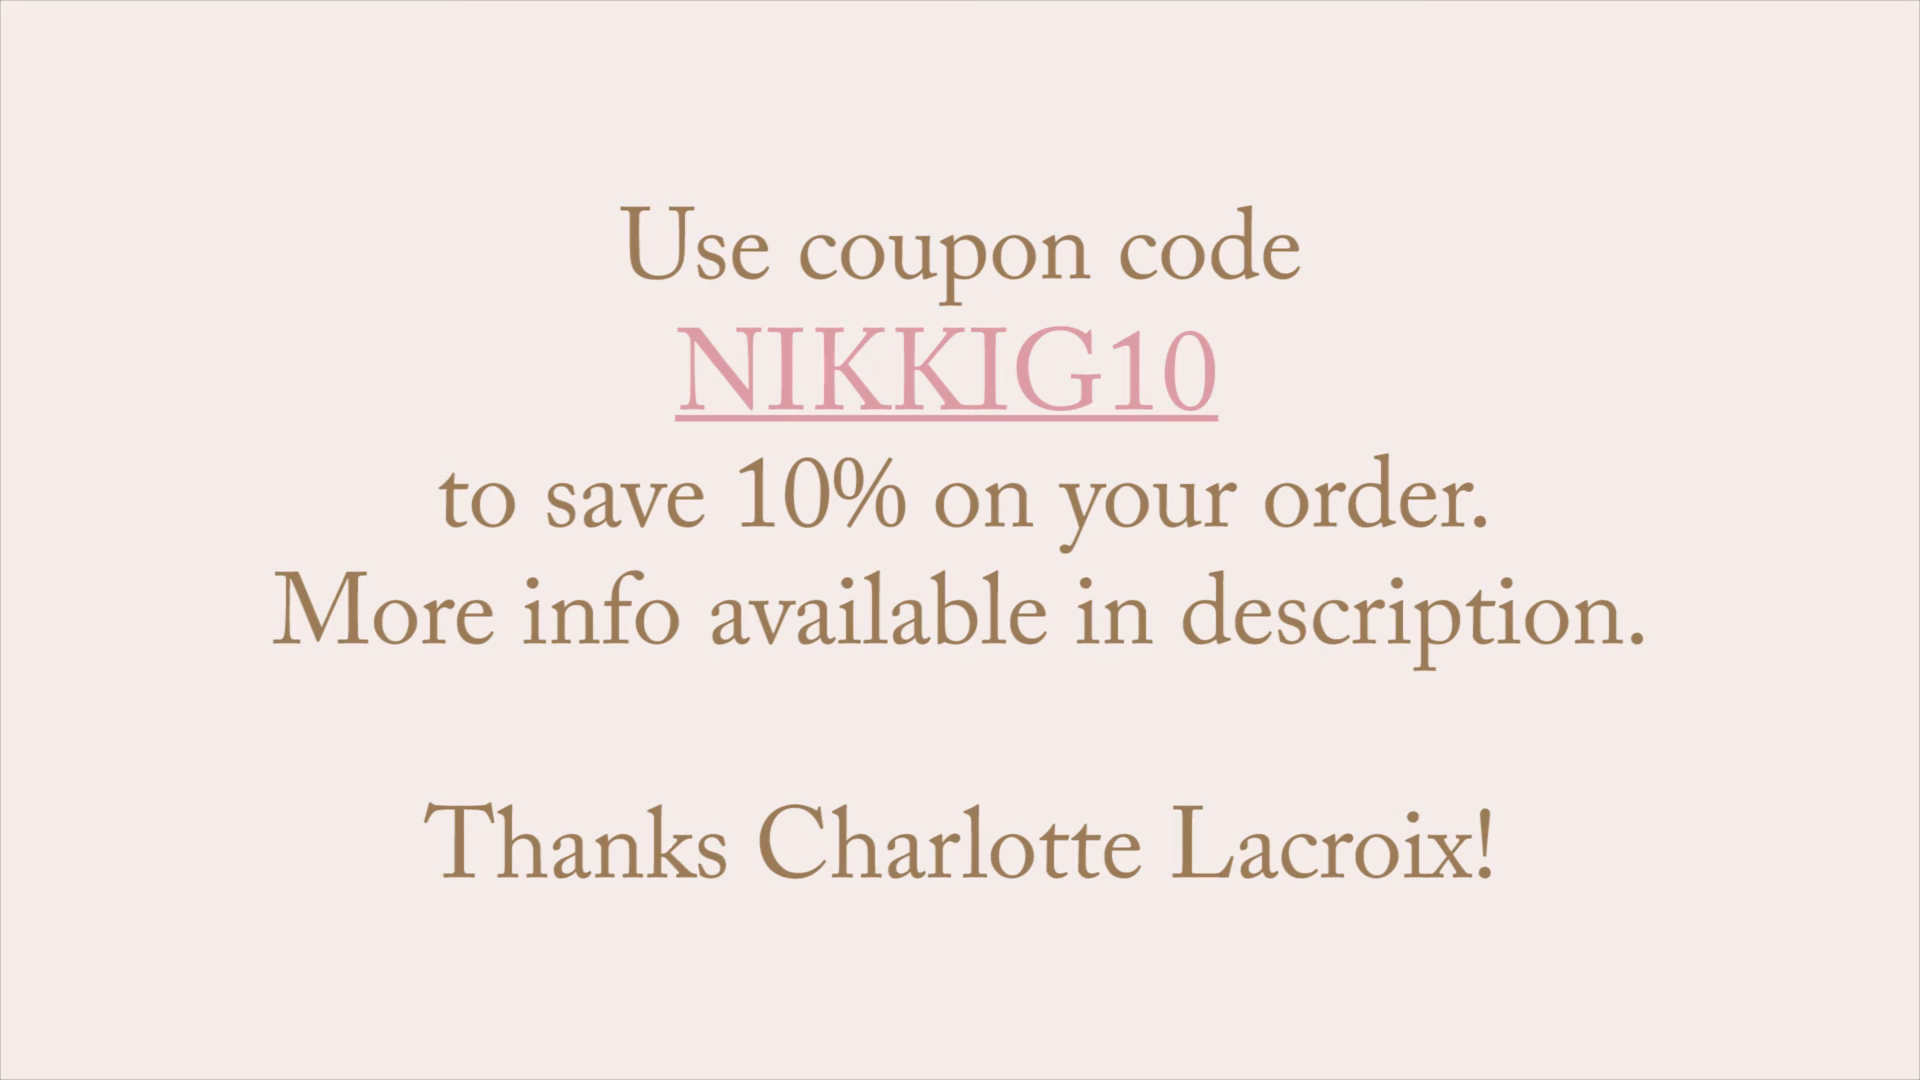 Use coupon code
NIKKIG10
to save 10% on your order.
More info available in description.
Thanks Charlotte Lacroix!